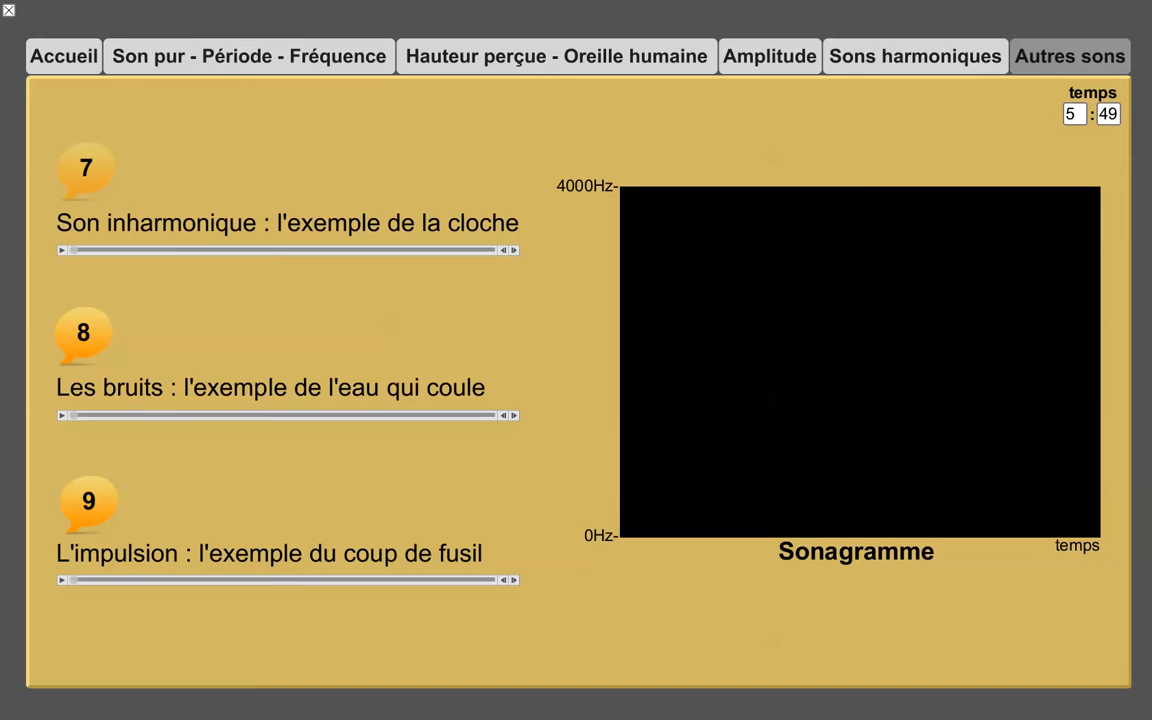 Accueil Son pur - Période - Fréquence Hauteur perçue - Oreille humaine Amplitude Sons harmoniques Autres sons
temps
5 : 49
7
Son inharmonique : l'exemple de la cloche
8
Les bruits : l'exemple de l'eau qui coule
9
L'impulsion : l'exemple du coup de fusil
4000Hz-
0Hz-
temps
Sonagramme